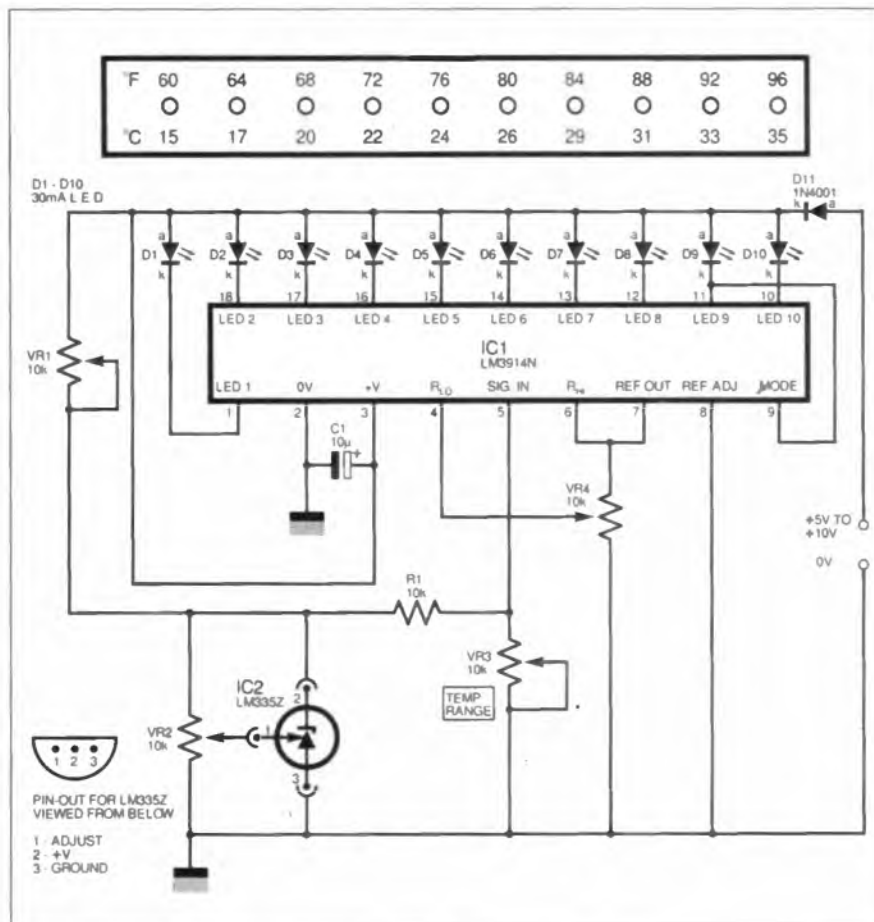 °F 60 64 68 72 76 80 84 88 92 96
°C 15 17 20 22 24 26 29 31 33 35
D1 - D10
30mA L E D
D11
1N4001
k a
a a a a a a a a a a
D1 D2 D3 D4 D5 D6 D7 D8 D9 D10
k k k k k k k k k k
18 17 16 15 14 13 12 11 10
LED 2 LED 3 LED 4 LED 5 LED 6 LED 7 LED 8 LED 9 LED 10
IC1
LM3914N
VR1
10k
LED 1 0V +V RLO SIG IN RHI REF OUT REF ADJ MODE
1 2 3 4 5 6 7 8 9
C1
10µ
+
VR4
10k
+5V TO
+10V
0V
R1
10k
VR3
10k
TEMP
RANGE
IC2
LM335Z
2
1
3
VR2
10k
1 2 3
PIN-OUT FOR LM335Z
VIEWED FROM BELOW
1 - ADJUST
2 - +V
3 - GROUND